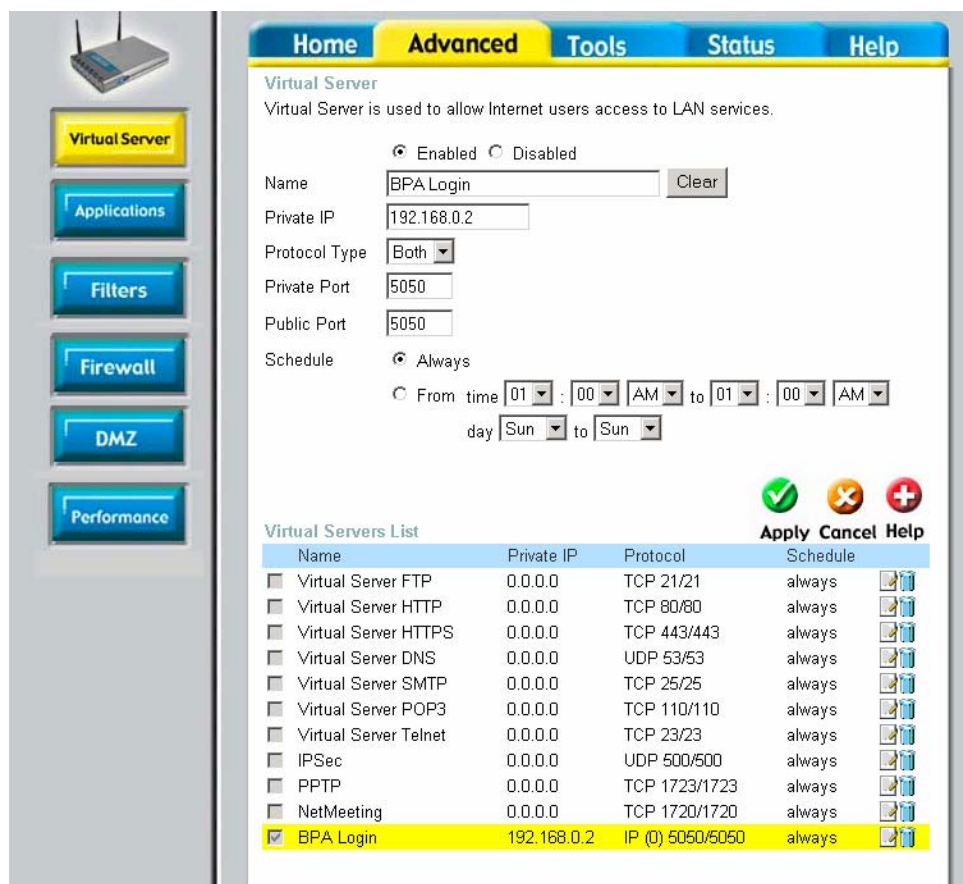 Home Advanced Tools Status Help
Virtual Server
Applications
Filters
Firewall
DMZ
Performance
Virtual Server
Virtual Server is used to allow Internet users access to LAN services.
Enabled Disabled
Name BPA Login Clear
Private IP 192.168.0.2
Protocol Type Both
Private Port 5050
Public Port 5050
Schedule Always
From time 01 : 00 AM to 01 : 00 AM
day Sun to Sun
Apply Cancel Help
Virtual Servers List
Name Private IP Protocol Schedule
Virtual Server FTP 0.0.0.0 TCP 21/21 always
Virtual Server HTTP 0.0.0.0 TCP 80/80 always
Virtual Server HTTPS 0.0.0.0 TCP 443/443 always
Virtual Server DNS 0.0.0.0 UDP 53/53 always
Virtual Server SMTP 0.0.0.0 TCP 25/25 always
Virtual Server POP3 0.0.0.0 TCP 110/110 always
Virtual Server Telnet 0.0.0.0 TCP 23/23 always
IPSec 0.0.0.0 UDP 500/500 always
PPTP 0.0.0.0 TCP 1723/1723 always
NetMeeting 0.0.0.0 TCP 1720/1720 always
BPA Login 192.168.0.2 IP (0) 5050/5050 always